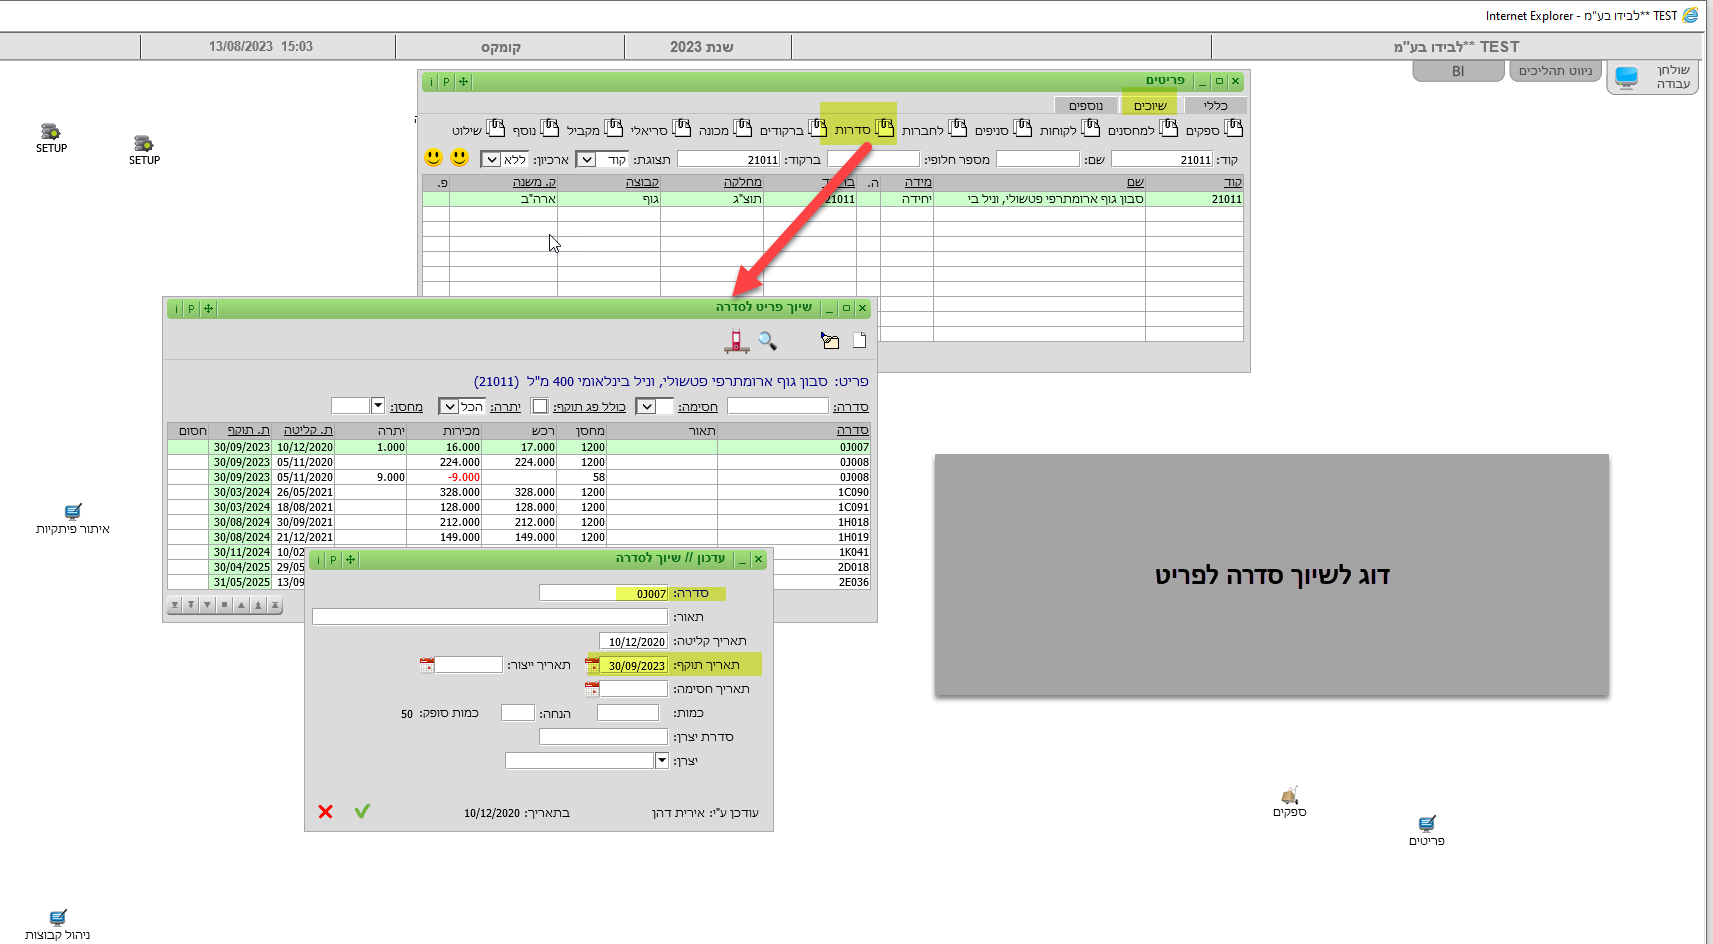 TEST **לבידו בע"מ - Internet Explorer
TEST **לבידו בע"מ
שנת 2023
קומקס
13/08/2023 15:03
שולחן עבודה
ניווט תהליכים
BI
SETUP
SETUP
פריטים
i P
כללי שיוכים נוספים
ספקים למחסנים לקוחות סניפים לחברות סדרות ברקודים מכונה סריאלי מקביל נוסף שילוט
קוד: 21011 שם: מספר חלופי: ברקוד: 21011 תצוגת: קוד ארכיון: ללא
קוד שם מידה ה. מחלקה קבוצה ק. משנה פ.
21011 סבון גוף ארומתרפי פטשולי, וניל בי יחידה 21011 תוצ"ג גוף ארה"ב
שיוך פריט לסדרה
i P
פריט: סבון גוף ארומתרפי פטשולי, וניל בינלאומי 400 מ"ל (21011)
סדרה: חסימה: כולל פג תוקף: יתרה: הכל מחסן:
סדרה תאור מחסן רכש מכירות יתרה ת. קליטה ת. תוקף חסום
0J007 1200 17.000 16.000 1.000 10/12/2020 30/09/2023
0J008 1200 224.000 224.000 05/11/2020 30/09/2023
0J008 58 -9.000 9.000 05/11/2020 30/09/2023
1C090 1200 328.000 328.000 26/05/2021 30/03/2024
1C091 1200 128.000 128.000 18/08/2021 30/03/2024
1H018 1200 212.000 212.000 30/09/2021 30/08/2024
1H019 1200 149.000 149.000 21/12/2021 30/08/2024
1K041 10/02 30/11/2024
2D018 29/05 30/04/2025
2E036 13/09 31/05/2025
עדכון // שיוך לסדרה
i P
סדרה: 0J007
תאור:
תאריך קליטה: 10/12/2020
תאריך תוקף: 30/09/2023 תאריך ייצור:
תאריך חסימה:
כמות: הנחה: כמות סופק: 50
סדרת יצרן:
יצרן:
עודכן ע"י: אירית דהן בתאריך: 10/12/2020
דוג לשיוך סדרה לפריט
איתור פיתקיות
ספקים
פריטים
ניהול קבוצות